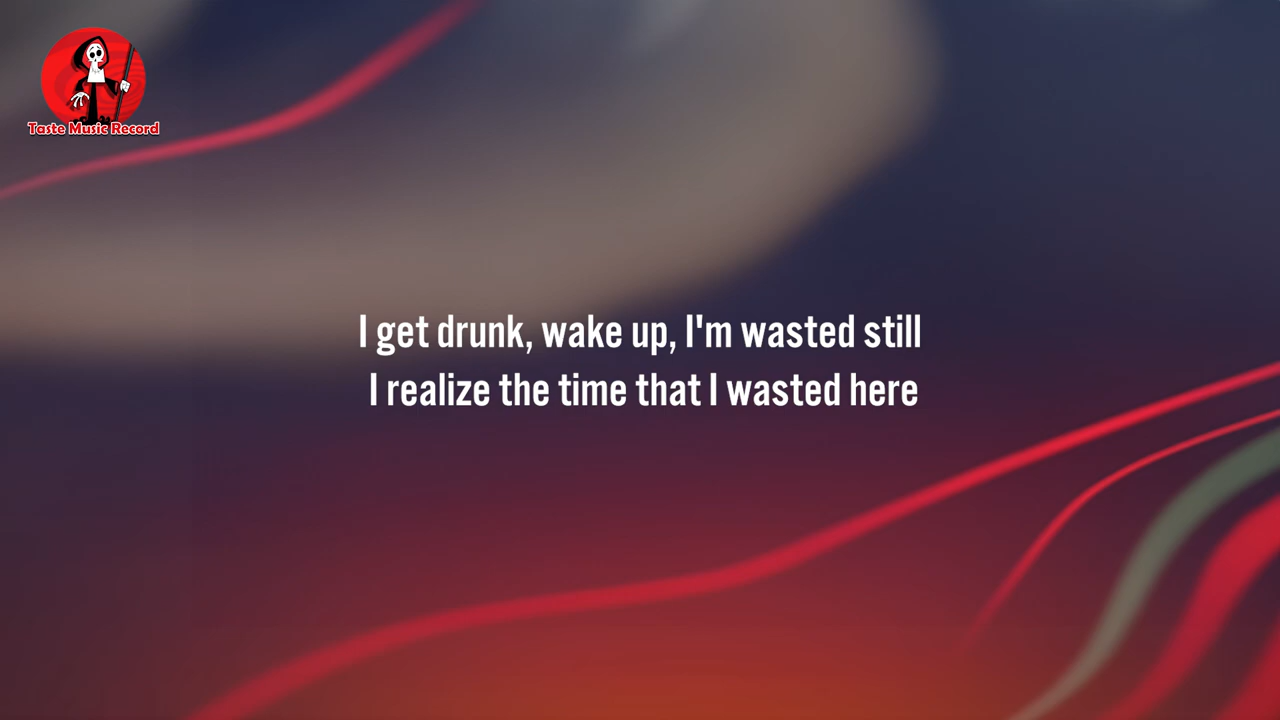 Taste Music Record
I get drunk, wake up, I'm wasted still
I realize the time that I wasted here